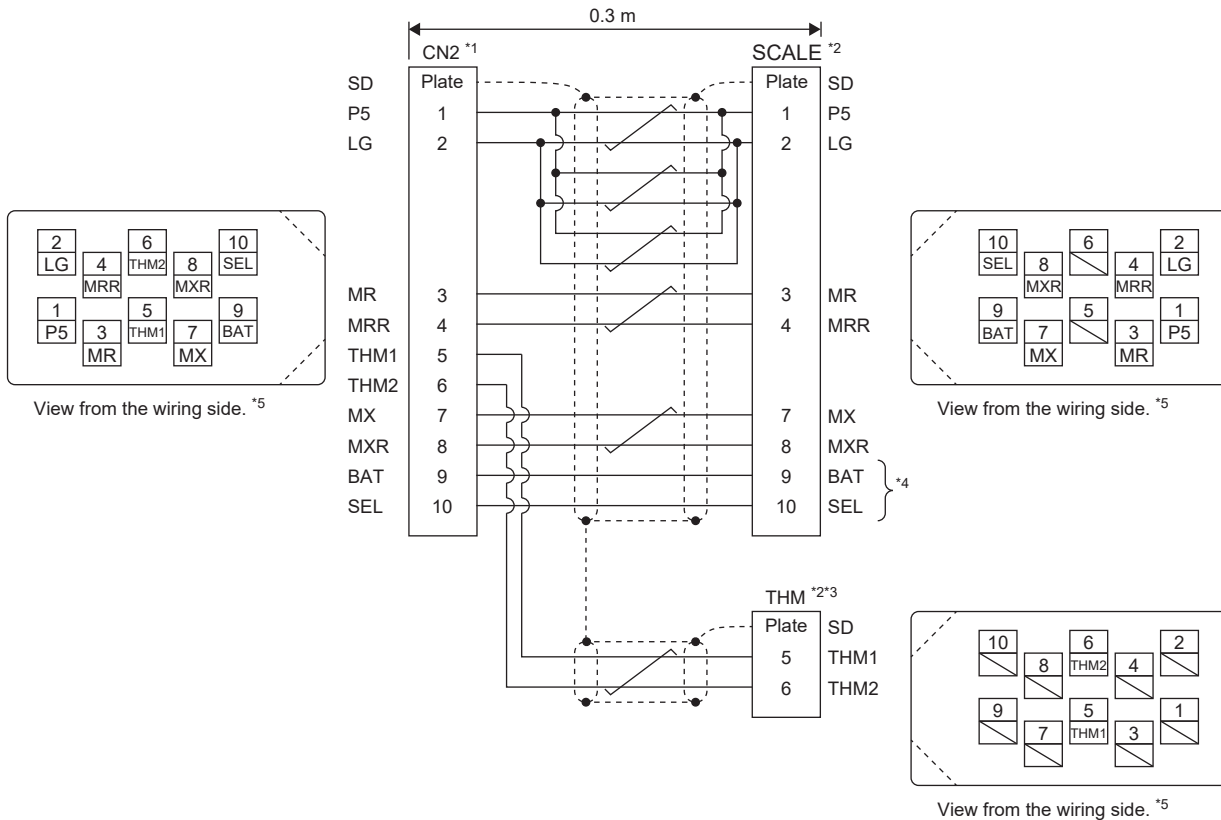 0.3 m
CN2 *1
SCALE *2
SD Plate Plate SD
P5 1 1 P5
LG 2 2 LG
MR 3 3 MR
MRR 4 4 MRR
THM1 5
THM2 6
MX 7 7 MX
MXR 8 8 MXR
BAT 9 9 BAT
SEL 10 10 SEL
*4
2 6 10
LG 4 THM2 8 SEL
MRR MXR
1 5 9
P5 3 THM1 7 BAT
MR MX
View from the wiring side. *5
10 6 2
SEL 8 4 LG
MXR MRR
9 5 1
BAT 7 3 P5
MX MR
View from the wiring side. *5
THM *2*3
Plate SD
5 THM1
6 THM2
10 6 2
8 THM2 4
9 5 1
7 THM1 3
View from the wiring side. *5